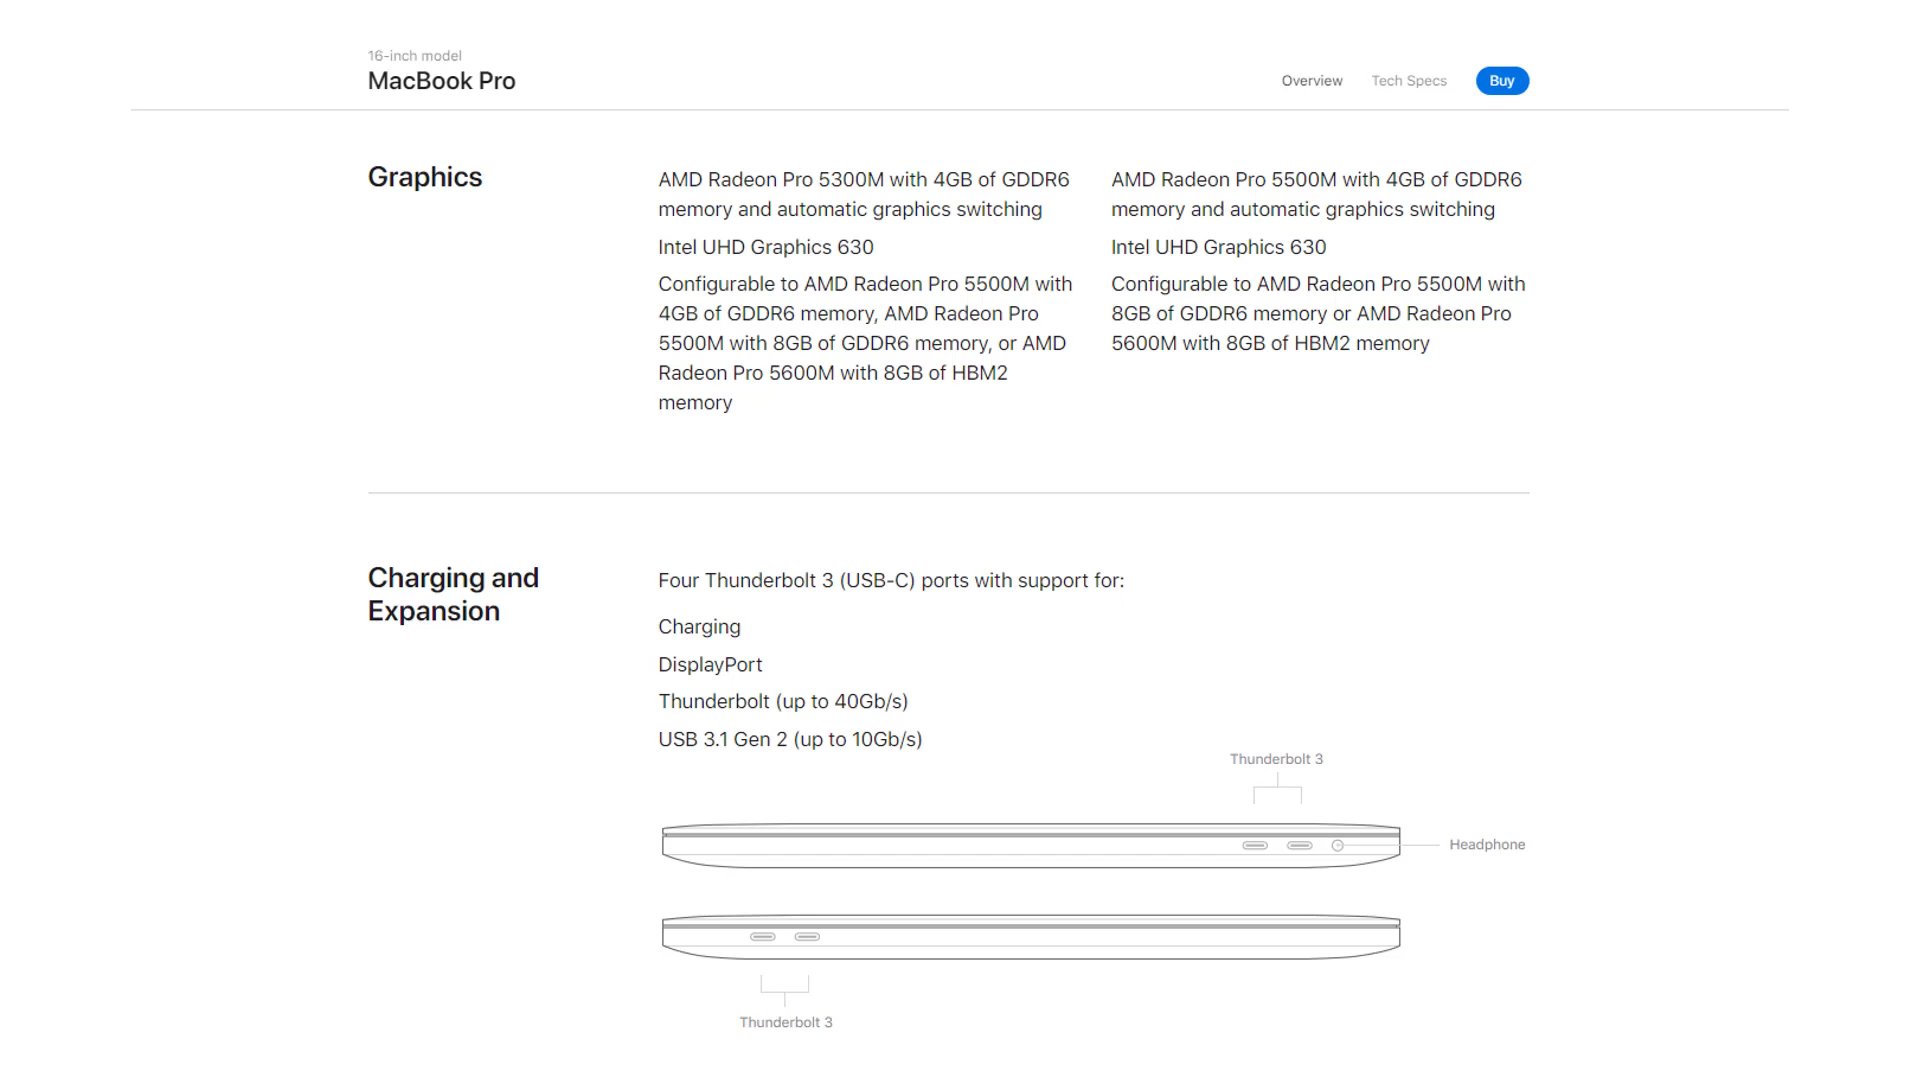 16-inch model
MacBook Pro
Overview
Tech Specs
Buy
Graphics
AMD Radeon Pro 5300M with 4GB of GDDR6
memory and automatic graphics switching
Intel UHD Graphics 630
Configurable to AMD Radeon Pro 5500M with
4GB of GDDR6 memory, AMD Radeon Pro
5500M with 8GB of GDDR6 memory, or AMD
Radeon Pro 5600M with 8GB of HBM2
memory
AMD Radeon Pro 5500M with 4GB of GDDR6
memory and automatic graphics switching
Intel UHD Graphics 630
Configurable to AMD Radeon Pro 5500M with
8GB of GDDR6 memory or AMD Radeon Pro
5600M with 8GB of HBM2 memory
Charging and
Expansion
Four Thunderbolt 3 (USB-C) ports with support for:
Charging
DisplayPort
Thunderbolt (up to 40Gb/s)
USB 3.1 Gen 2 (up to 10Gb/s)
Thunderbolt 3
Headphone
Thunderbolt 3